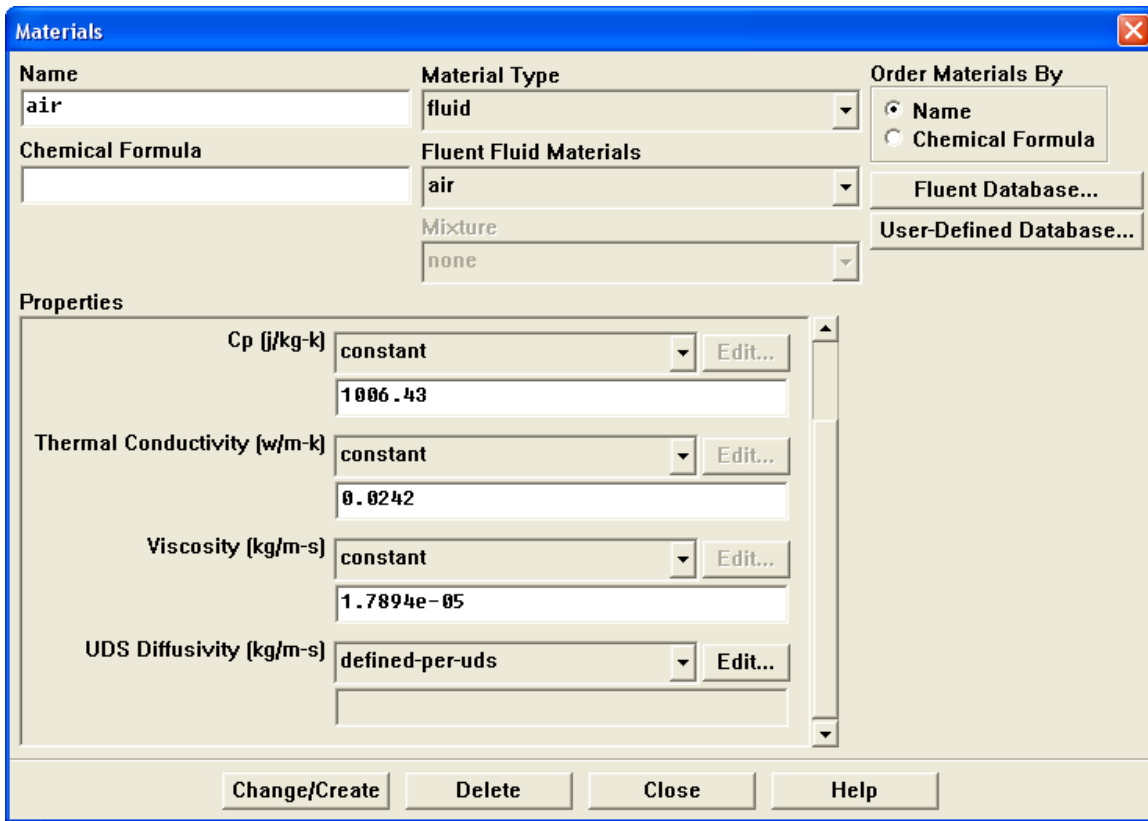 Materials
Name
air
Chemical Formula
Material Type
fluid
Fluent Fluid Materials
air
Mixture
none
Order Materials By
Name
Chemical Formula
Fluent Database...
User-Defined Database...
Properties
Cp (j/kg-k)
constant
Edit...
1006.43
Thermal Conductivity (w/m-k)
constant
Edit...
0.0242
Viscosity (kg/m-s)
constant
Edit...
1.7894e-05
UDS Diffusivity (kg/m-s)
defined-per-uds
Edit...
Change/Create
Delete
Close
Help